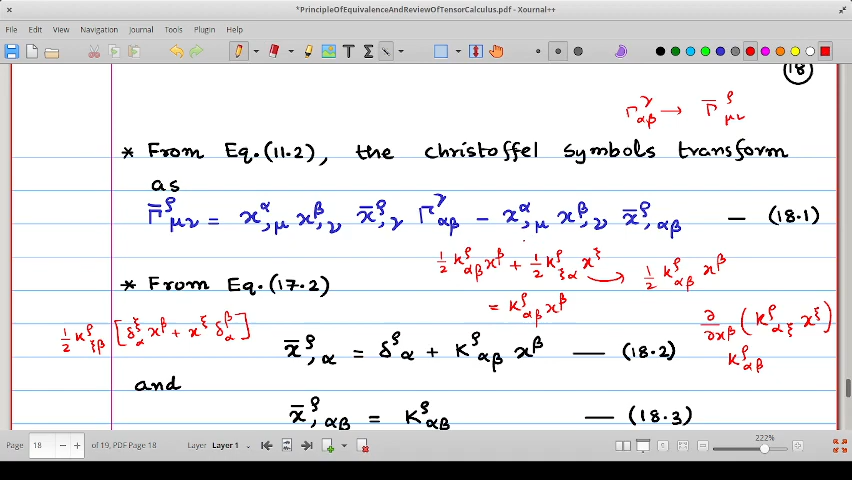 *PrincipleOfEquivalenceAndReviewOfTensorCalculus.pdf - Xournal++
File Edit View Navigation Journal Tools Plugin Help
18
Γ^γ_αβ → Γ̄^ρ_μν
* From Eq.(11.2), the christoffel symbols transform
as
Γ̄^ρ_μν = x^α_,μ x^β_,ν x̄^ρ_,γ Γ^γ_αβ - x^α_,μ x^β_,ν x̄^ρ_,αβ — (18.1)
½ K^ρ_αβ x^β + ½ K^ρ_ξα x^ξ → ½ K^ρ_αβ x^β
= K^ρ_αβ x^β
* From Eq.(17.2)
½ K^ρ_ξβ [δ^ξ_α x^β + x^ξ δ^β_α]
∂/∂x^β (K^ρ_αξ x^ξ)
K^ρ_αβ
x̄^ρ_,α = δ^ρ_α + K^ρ_αβ x^β — (18.2)
and
x̄^ρ_,αβ = K^ρ_αβ — (18.3)
Page 18 of 19, PDF Page 18 Layer Layer 1 222%